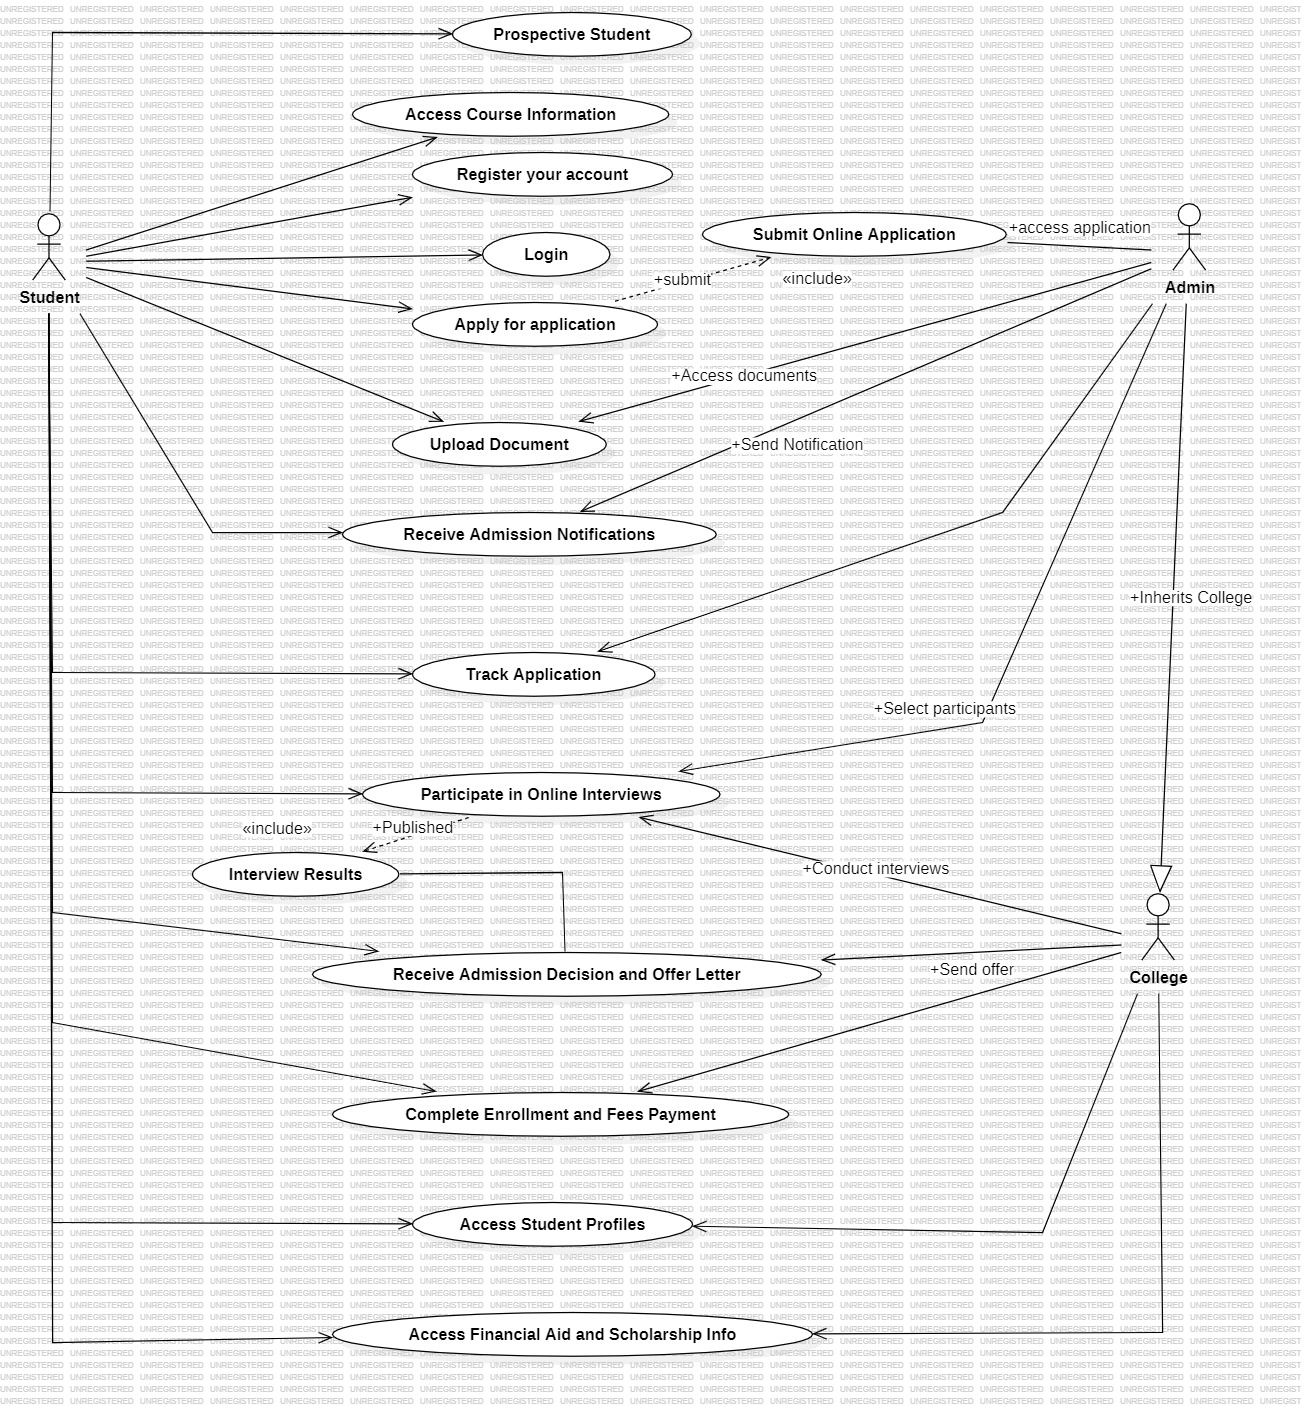 Prospective Student
Access Course Information
Register your account
Submit Online Application
+access application
Login
+submit
«include»
Student
Admin
Apply for application
+Access documents
Upload Document
+Send Notification
Receive Admission Notifications
+Inherits College
Track Application
+Select participants
Participate in Online Interviews
«include»
+Published
Interview Results
+Conduct interviews
Receive Admission Decision and Offer Letter
+Send offer
College
Complete Enrollment and Fees Payment
Access Student Profiles
Access Financial Aid and Scholarship Info
UNREGISTERED